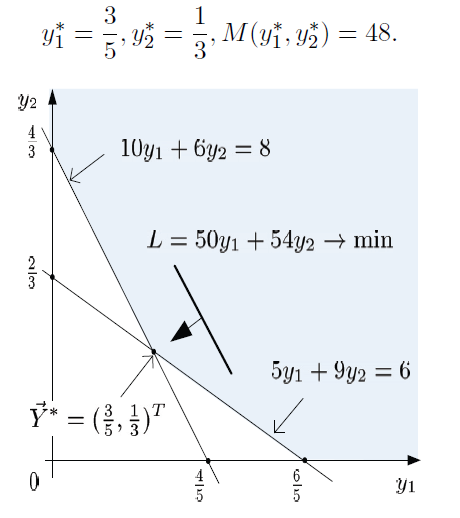 y₁* = 3/5, y₂* = 1/3, M(y₁*, y₂*) = 48.
y₂
4/3
10y₁ + 6y₂ = 8
L = 50y₁ + 54y₂ → min
2/3
5y₁ + 9y₂ = 6
Y⃗* = (3/5, 1/3)ᵀ
0
4/5
6/5
y₁